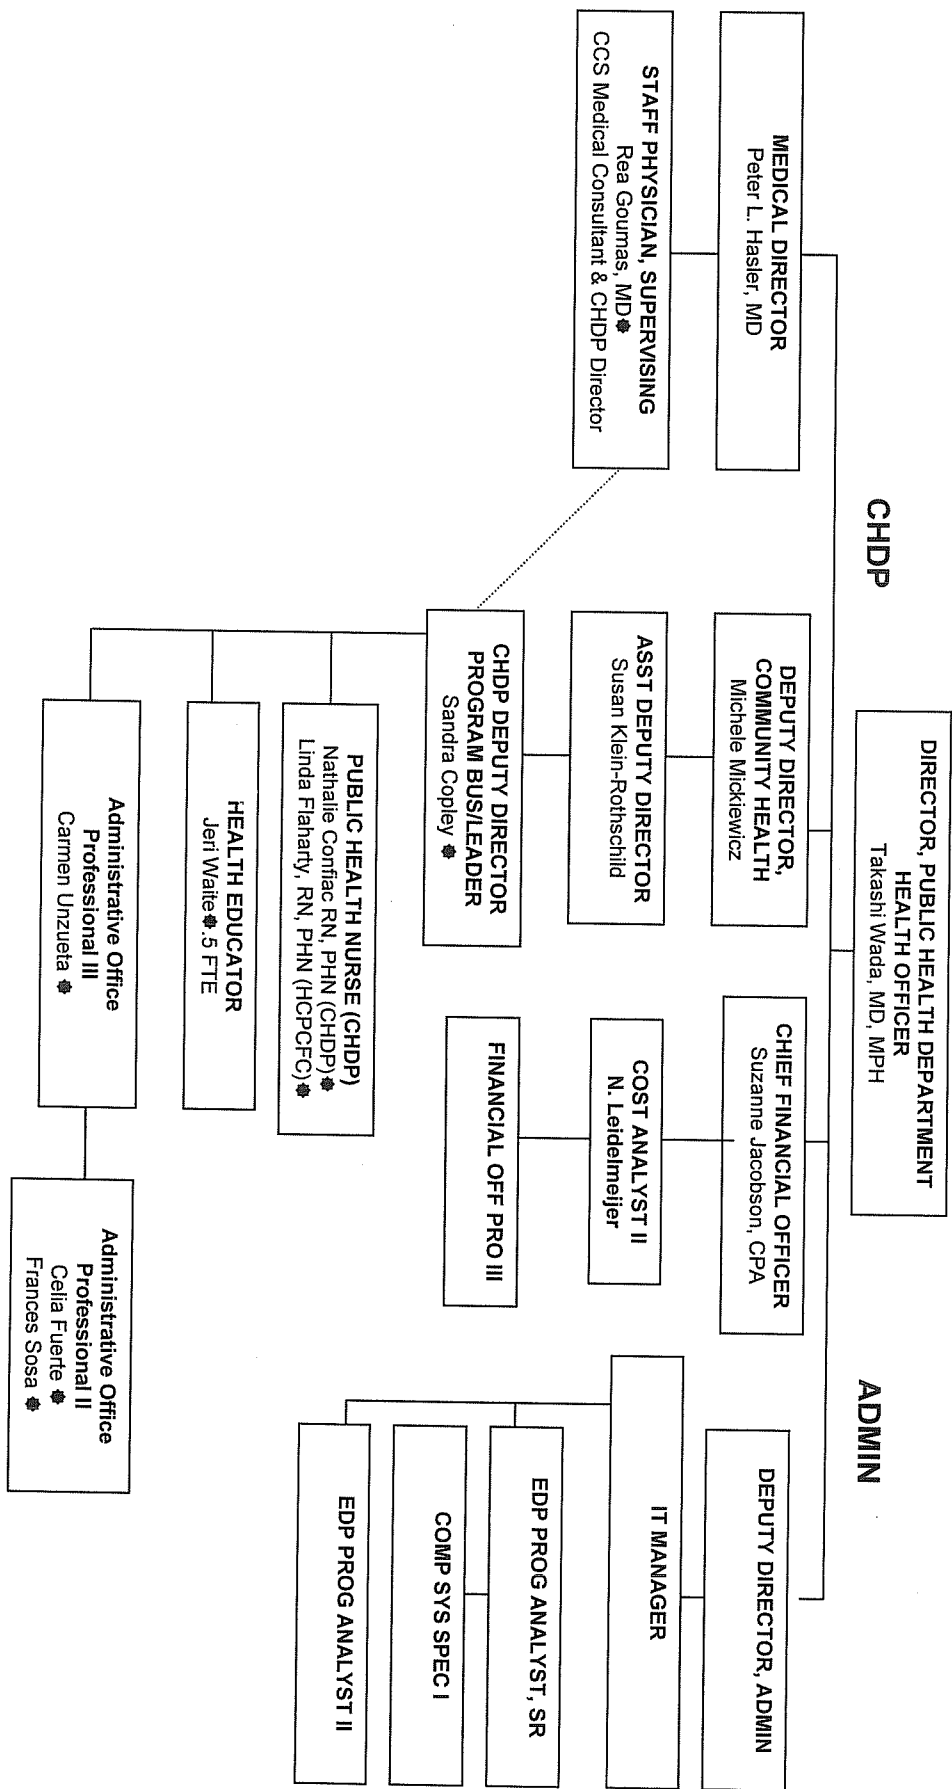 CHDP
ADMIN
DIRECTOR, PUBLIC HEALTH DEPARTMENT
HEALTH OFFICER
Takashi Wada, MD, MPH
MEDICAL DIRECTOR
Peter L. Hasler, MD
DEPUTY DIRECTOR,
COMMUNITY HEALTH
Michele Mickiewicz
CHIEF FINANCIAL OFFICER
Suzanne Jacobson, CPA
DEPUTY DIRECTOR, ADMIN
STAFF PHYSICIAN, SUPERVISING
Rea Goumas, MD
CCS Medical Consultant & CHDP Director
ASST DEPUTY DIRECTOR
Susan Klein-Rothschild
COST ANALYST II
N. Leidelmeijer
IT MANAGER
CHDP DEPUTY DIRECTOR
PROGRAM BUS/LEADER
Sandra Copley
FINANCIAL OFF PRO III
EDP PROG ANALYST, SR
COMP SYS SPEC I
EDP PROG ANALYST II
PUBLIC HEALTH NURSE (CHDP)
Nathalie Confiac RN, PHN (CHDP)
Linda Flaharty, RN, PHN (HCPCFC)
HEALTH EDUCATOR
Jeri Waite .5 FTE
Administrative Office
Professional III
Carmen Unzueta
Administrative Office
Professional II
Celia Fuerte
Frances Sosa